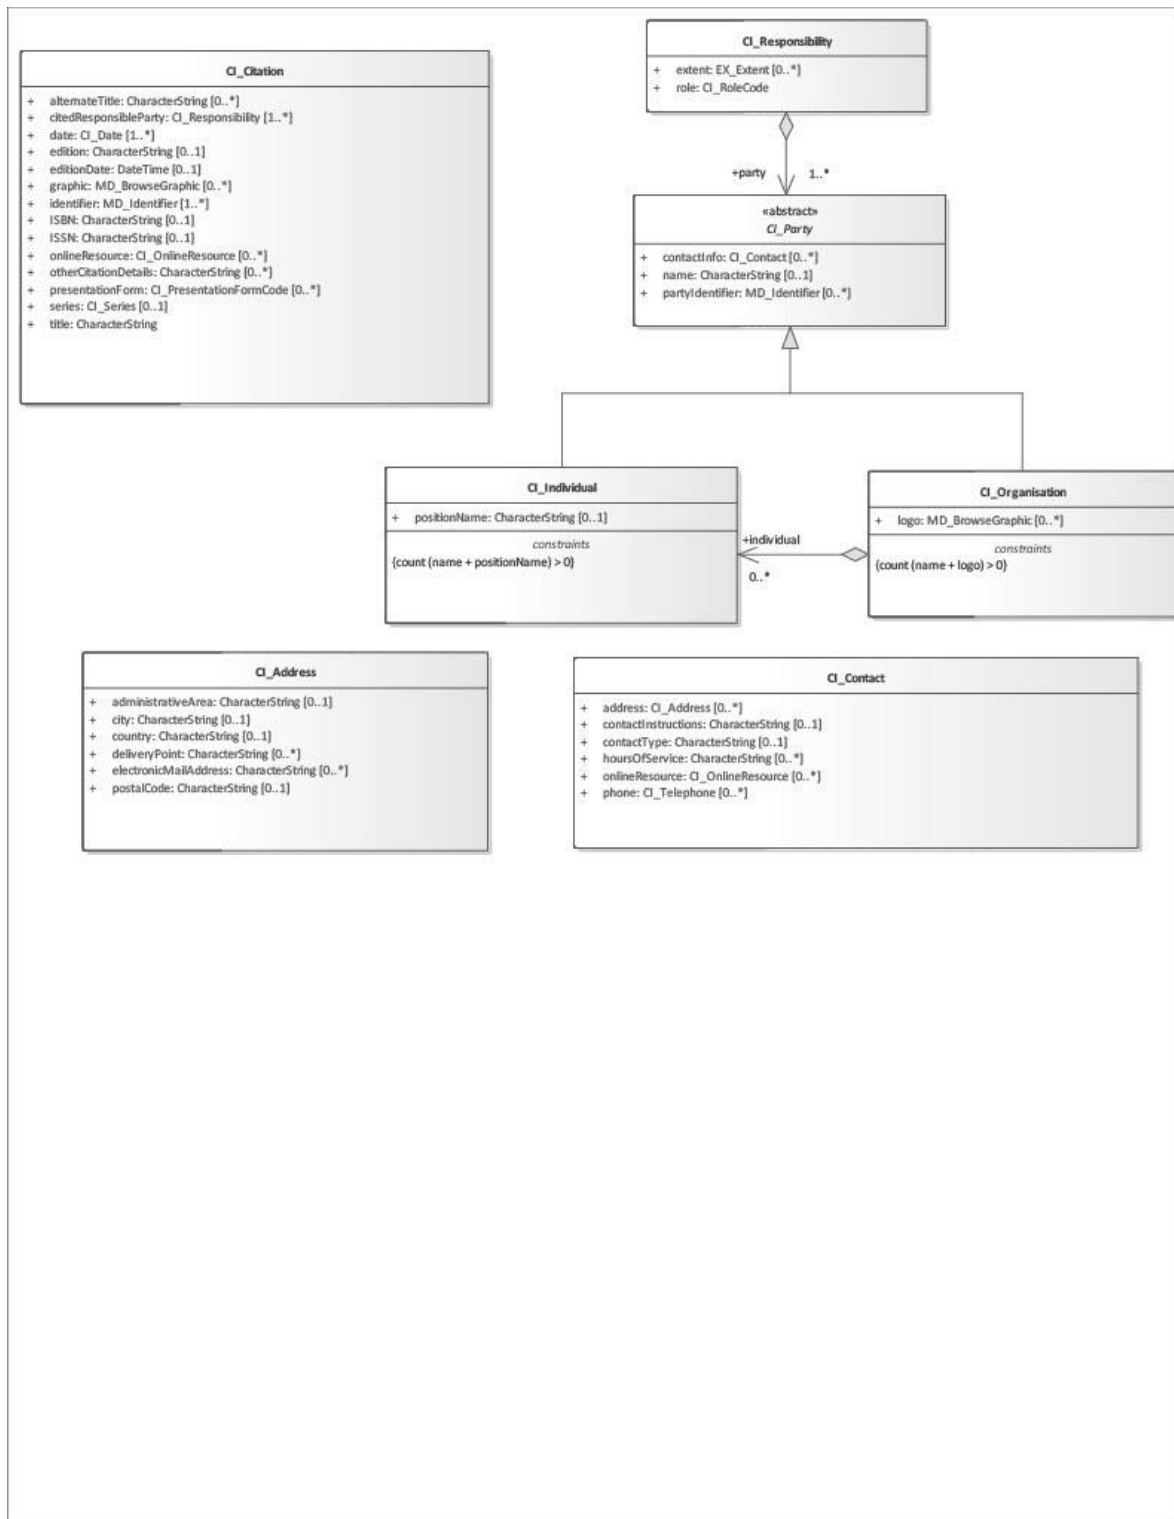 CI_Citation
+ alternateTitle: CharacterString [0..*]
+ citedResponsibleParty: CI_Responsibility [1..*]
+ date: CI_Date [1..*]
+ edition: CharacterString [0..1]
+ editionDate: DateTime [0..1]
+ graphic: MD_BrowseGraphic [0..*]
+ identifier: MD_Identifier [1..*]
+ ISBN: CharacterString [0..1]
+ ISSN: CharacterString [0..1]
+ onlineResource: CI_OnlineResource [0..*]
+ otherCitationDetails: CharacterString [0..*]
+ presentationForm: CI_PresentationFormCode [0..*]
+ series: CI_Series [0..1]
+ title: CharacterString
CI_Responsibility
+ extent: EX_Extent [0..*]
+ role: CI_RoleCode
+party 1..*
«abstract»
CI_Party
+ contactInfo: CI_Contact [0..*]
+ name: CharacterString [0..1]
+ partyIdentifier: MD_Identifier [0..*]
CI_Individual
+ positionName: CharacterString [0..1]
constraints
{count (name + positionName) > 0}
+individual
0..*
CI_Organisation
+ logo: MD_BrowseGraphic [0..*]
constraints
{count (name + logo) > 0}
CI_Address
+ administrativeArea: CharacterString [0..1]
+ city: CharacterString [0..1]
+ country: CharacterString [0..1]
+ deliveryPoint: CharacterString [0..*]
+ electronicMailAddress: CharacterString [0..*]
+ postalCode: CharacterString [0..1]
CI_Contact
+ address: CI_Address [0..*]
+ contactInstructions: CharacterString [0..1]
+ contactType: CharacterString [0..1]
+ hoursOfService: CharacterString [0..*]
+ onlineResource: CI_OnlineResource [0..*]
+ phone: CI_Telephone [0..*]